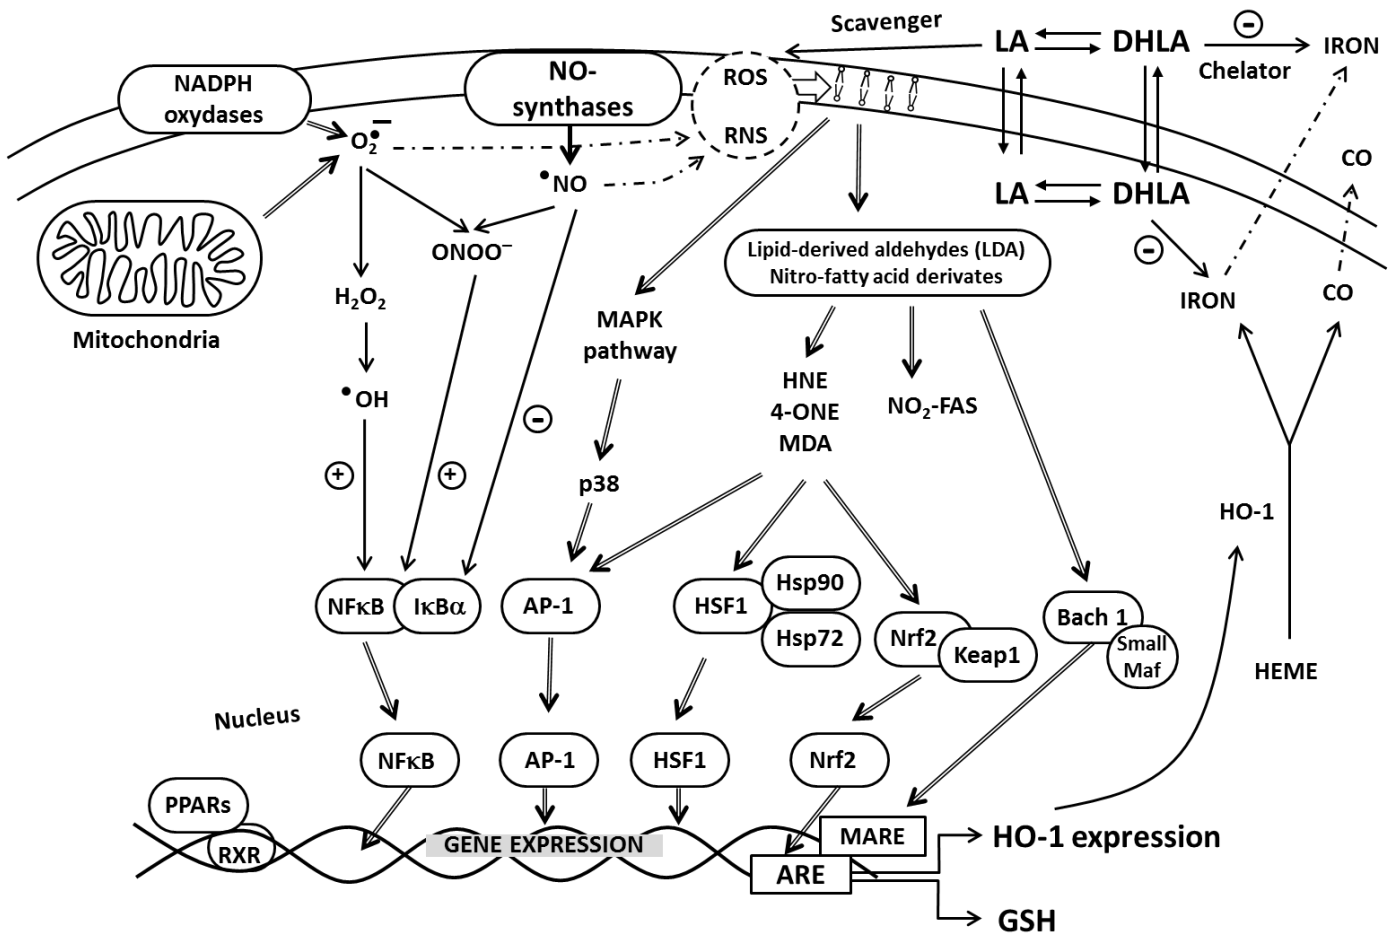 Scavenger
LA
DHLA
−
IRON
Chelator
NADPH
oxydases
NO-
synthases
ROS
RNS
O₂•−
•NO
CO
LA
DHLA
−
IRON
CO
Mitochondria
ONOO−
H₂O₂
•OH
Lipid-derived aldehydes (LDA)
Nitro-fatty acid derivates
MAPK
pathway
HNE
4-ONE
MDA
NO₂-FAS
−
+
+
p38
HO-1
NFκB
IκBα
AP-1
HSF1
Hsp90
Hsp72
Nrf2
Keap1
Bach 1
Small
Maf
HEME
Nucleus
NFκB
AP-1
HSF1
Nrf2
PPARs
RXR
GENE EXPRESSION
MARE
ARE
HO-1 expression
GSH